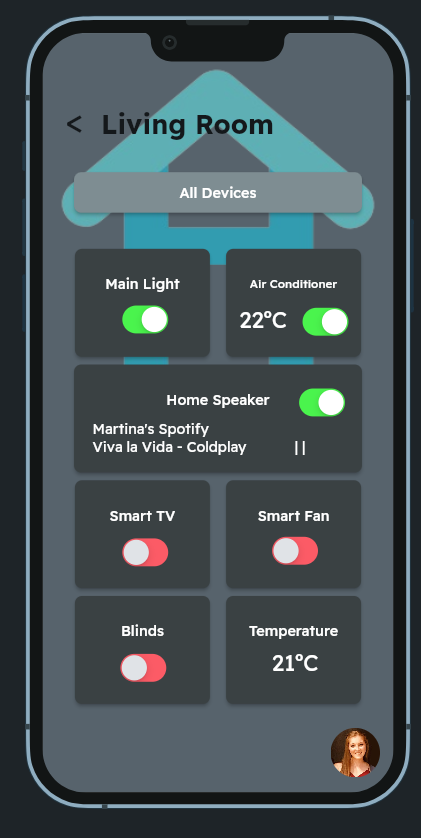 < Living Room
All Devices
Main Light
Air Conditioner
22°C
Home Speaker
Martina's Spotify
Viva la Vida - Coldplay
Smart TV
Smart Fan
Blinds
Temperature
21°C